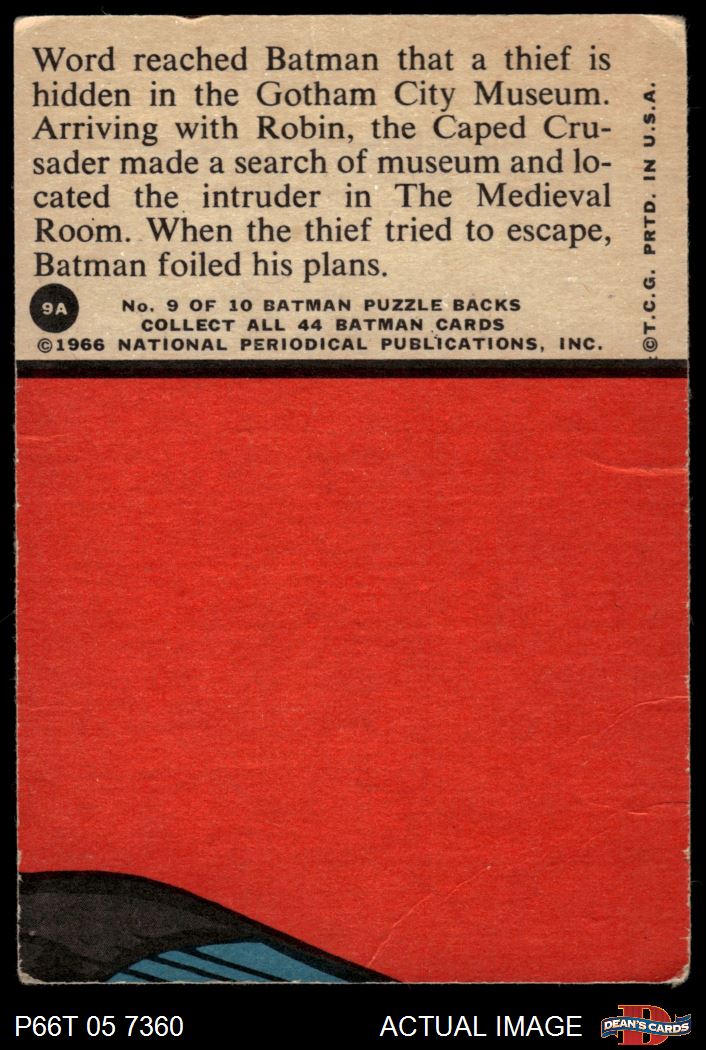 Word reached Batman that a thief is
hidden in the Gotham City Museum.
Arriving with Robin, the Caped Cru-
sader made a search of museum and lo-
cated the intruder in The Medieval
Room. When the thief tried to escape,
Batman foiled his plans.
9A
No. 9 OF 10 BATMAN PUZZLE BACKS
COLLECT ALL 44 BATMAN CARDS
©1966 NATIONAL PERIODICAL PUBLICATIONS, INC.
©T.C.G. PRTD. IN U.S.A.
P66T 05 7360
ACTUAL IMAGE
DEAN'S CARDS